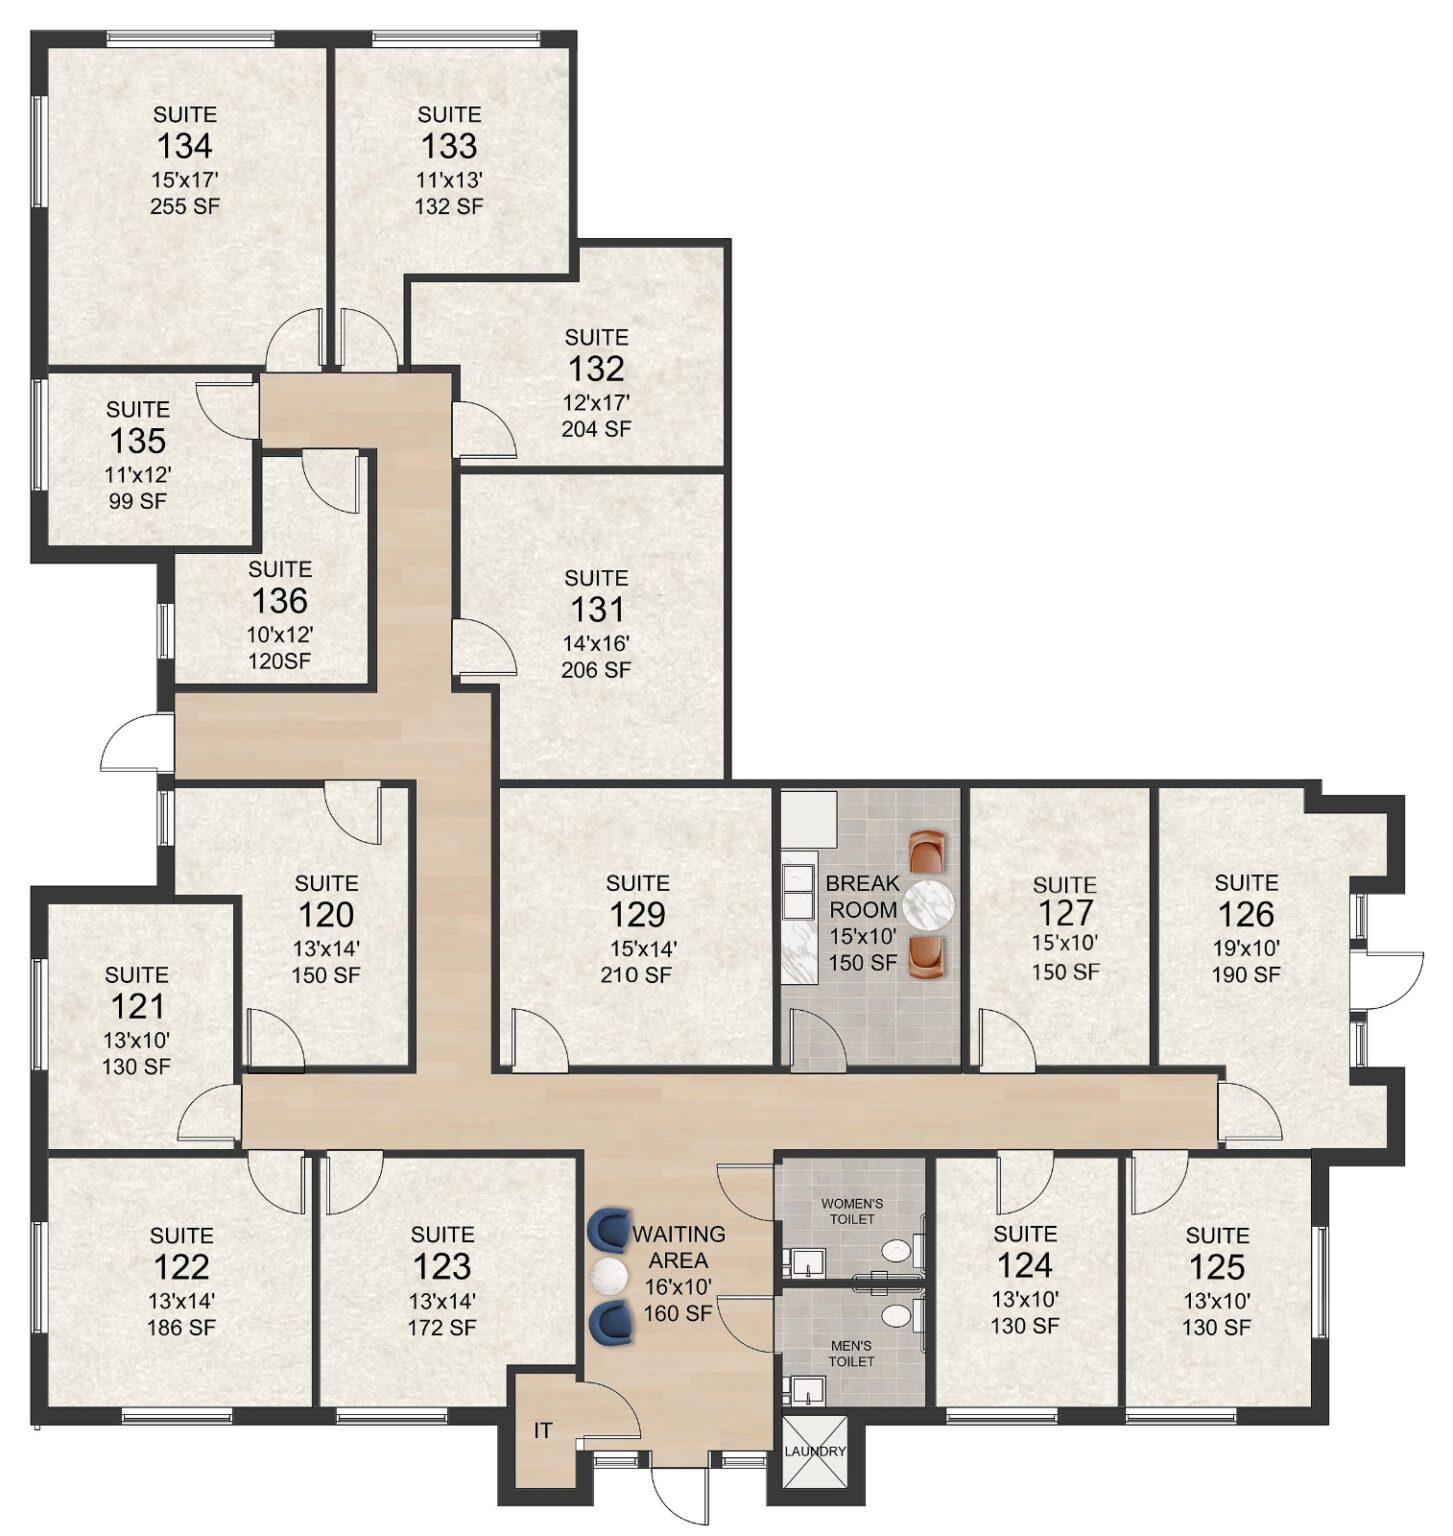 SUITE
134
15'x17'
255 SF
SUITE
133
11'x13'
132 SF
SUITE
132
12'x17'
204 SF
SUITE
135
11'x12'
99 SF
SUITE
136
10'x12'
120SF
SUITE
131
14'x16'
206 SF
SUITE
120
13'x14'
150 SF
SUITE
129
15'x14'
210 SF
BREAK
ROOM
15'x10'
150 SF
SUITE
127
15'x10'
150 SF
SUITE
126
19'x10'
190 SF
SUITE
121
13'x10'
130 SF
SUITE
122
13'x14'
186 SF
SUITE
123
13'x14'
172 SF
WAITING
AREA
16'x10'
160 SF
WOMEN'S
TOILET
MEN'S
TOILET
SUITE
124
13'x10'
130 SF
SUITE
125
13'x10'
130 SF
IT
LAUNDRY